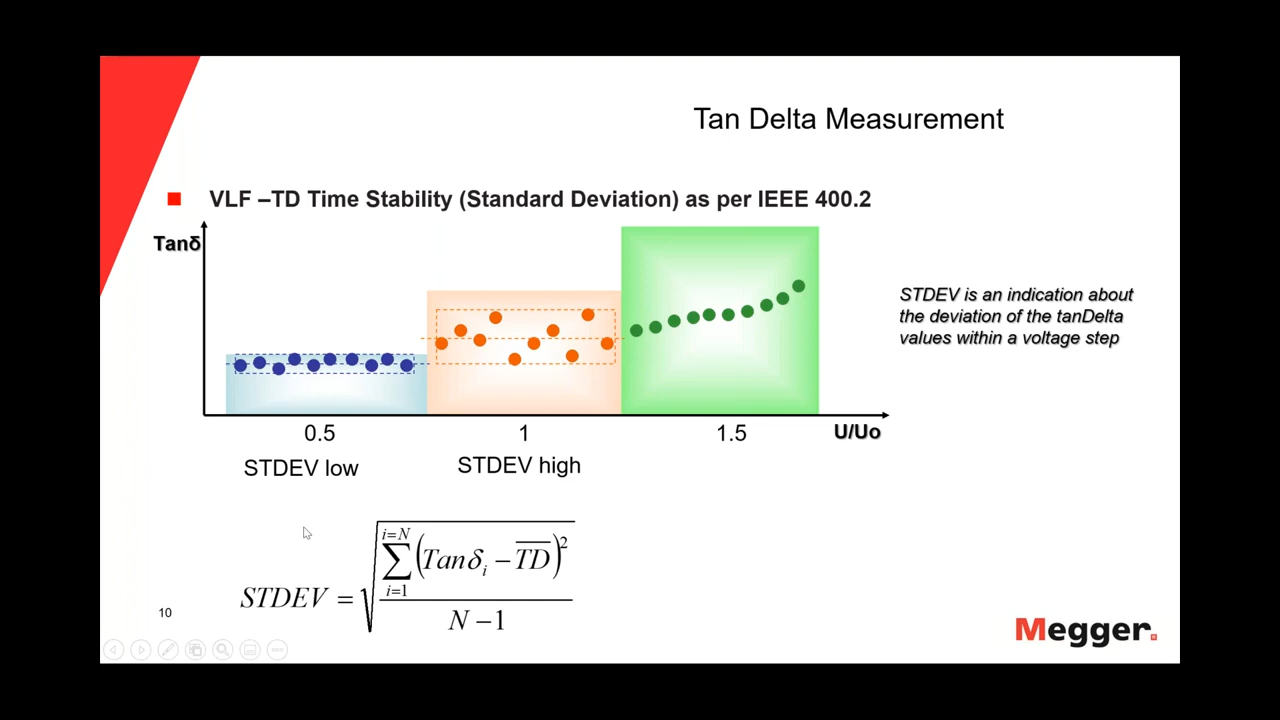 Tan Delta Measurement
VLF –TD Time Stability (Standard Deviation) as per IEEE 400.2
Tanδ
STDEV is an indication about
the deviation of the tanDelta
values within a voltage step
0.5
1
1.5
U/Uo
STDEV low
STDEV high
STDEV = √( ∑_{i=1}^{i=N} (Tanδ_i – \overline{TD})² / (N – 1) )
10
Megger.